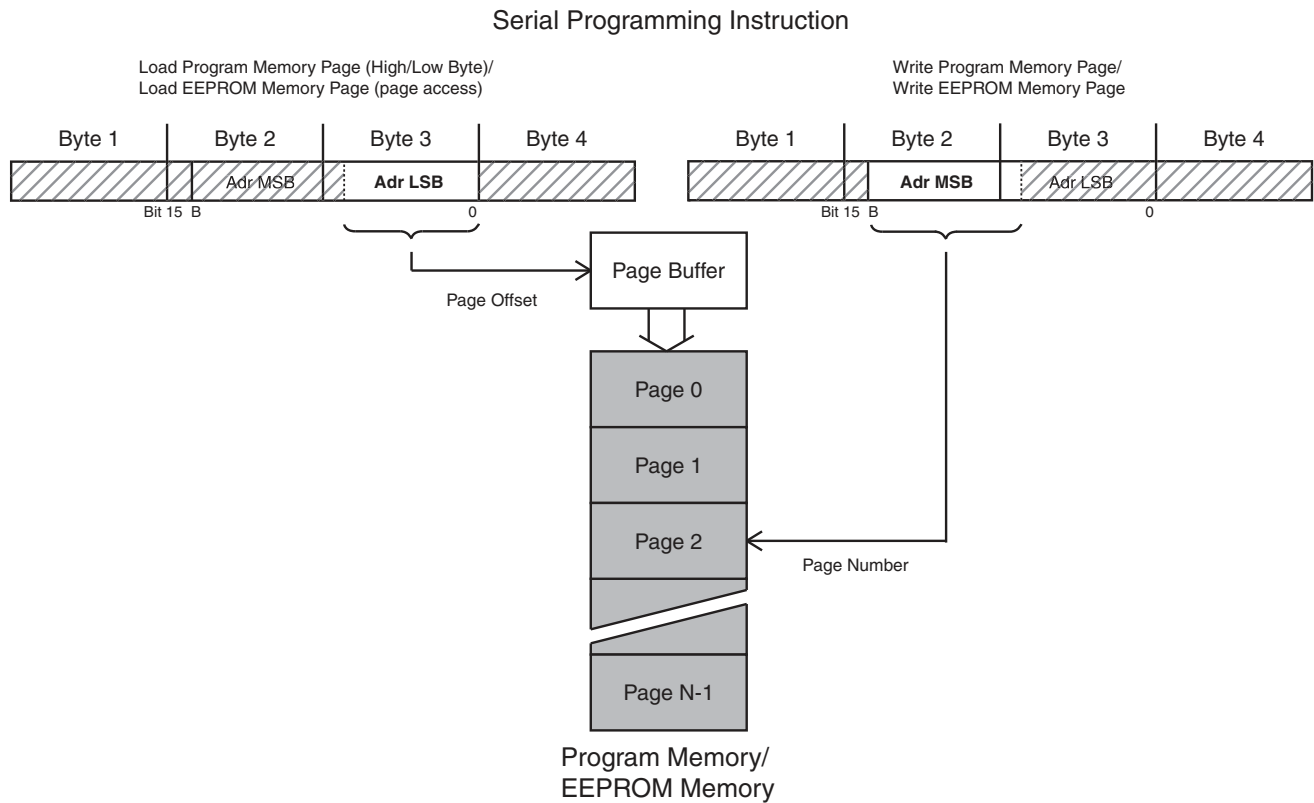 Serial Programming Instruction
Load Program Memory Page (High/Low Byte)/
Load EEPROM Memory Page (page access)
Write Program Memory Page/
Write EEPROM Memory Page
Byte 1 Byte 2 Byte 3 Byte 4
Byte 1 Byte 2 Byte 3 Byte 4
Adr MSB Adr LSB
Adr MSB Adr LSB
Bit 15 B 0
Bit 15 B 0
Page Buffer
Page Offset
Page 0
Page 1
Page 2
Page Number
Page N-1
Program Memory/
EEPROM Memory